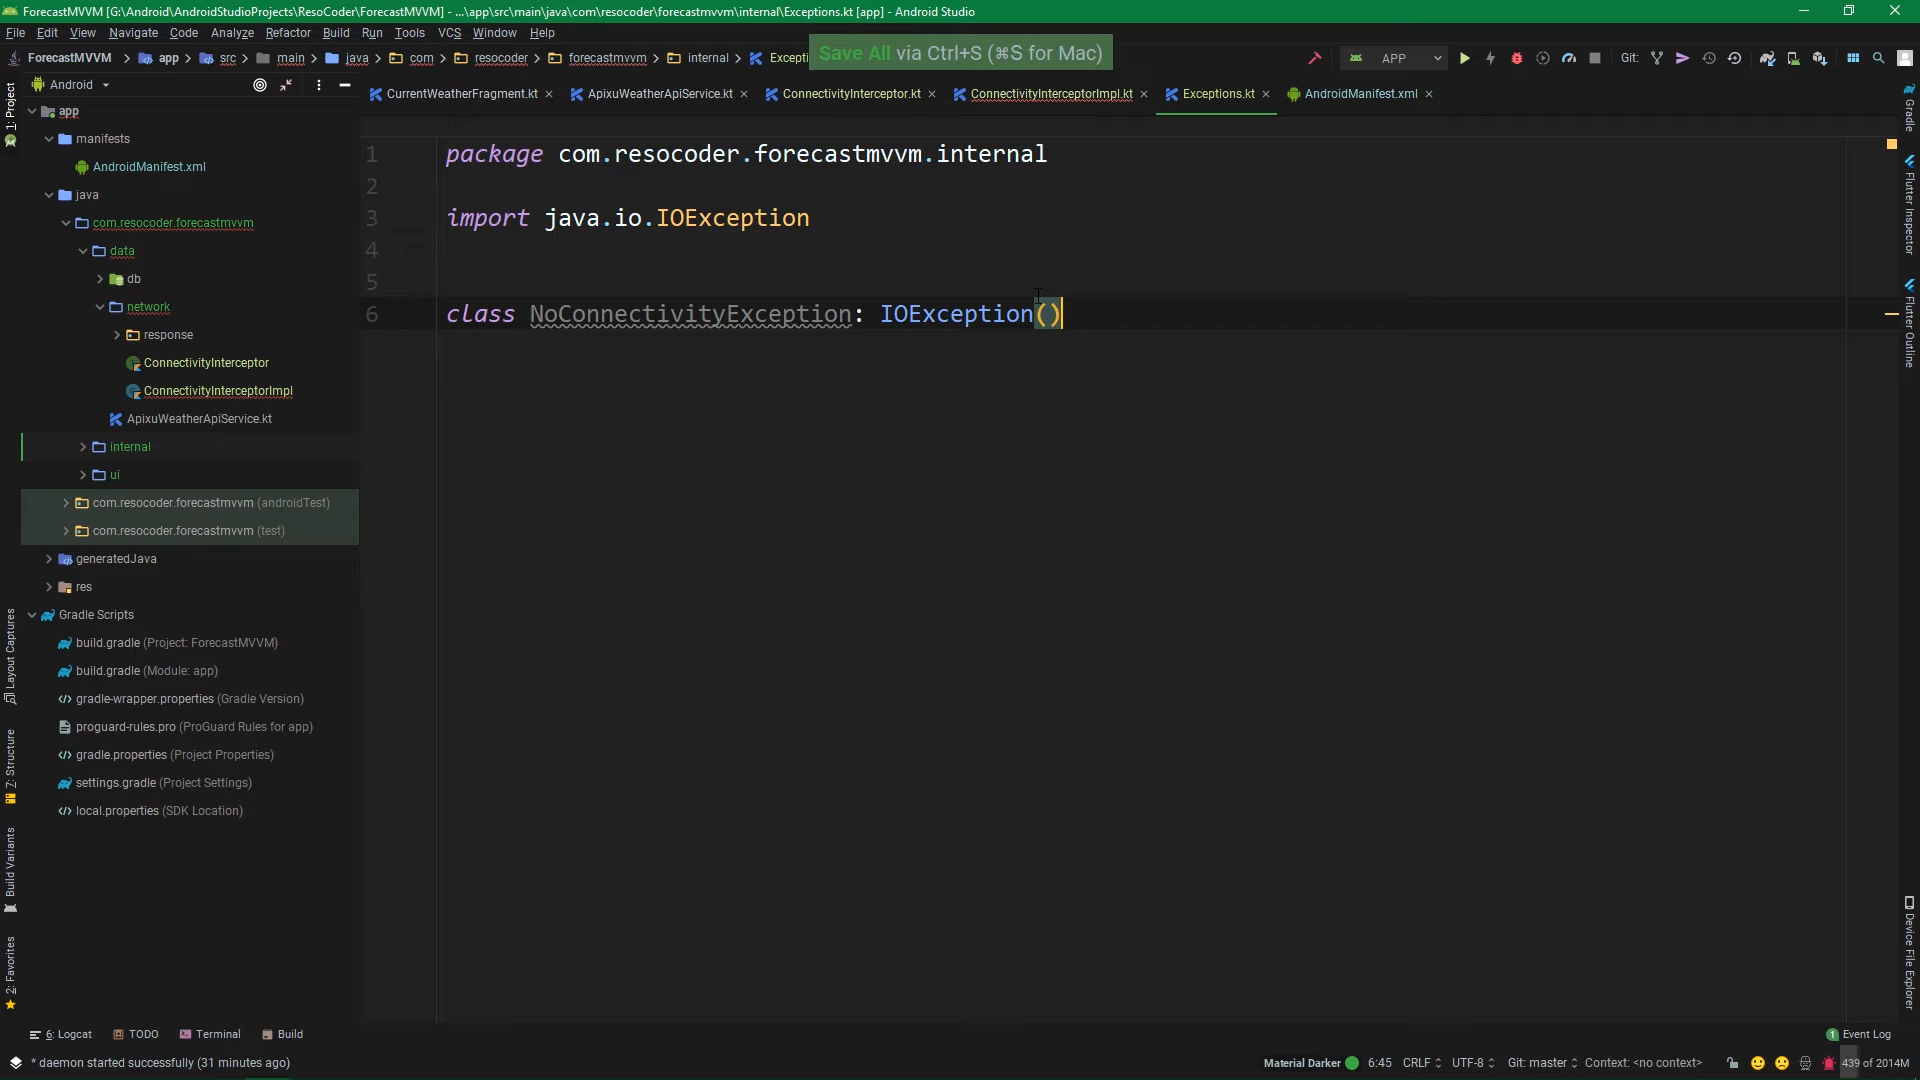 ForecastMVVM [G:\Android\AndroidStudioProjects\ResoCoder\ForecastMVVM] - ...\app\src\main\java\com\resocoder\forecastmvvm\internal\Exceptions.kt [app] - Android Studio
File Edit View Navigate Code Analyze Refactor Build Run Tools VCS Window Help
ForecastMVVM app src main java com resocoder forecastmvvm internal Excepti
Save All via Ctrl+S (⌘S for Mac)
APP Git:
Android
CurrentWeatherFragment.kt ApixuWeatherApiService.kt ConnectivityInterceptor.kt ConnectivityInterceptorImpl.kt Exceptions.kt AndroidManifest.xml
1: Project
app
manifests
AndroidManifest.xml
java
com.resocoder.forecastmvvm
data
db
network
response
ConnectivityInterceptor
ConnectivityInterceptorImpl
ApixuWeatherApiService.kt
internal
ui
com.resocoder.forecastmvvm (androidTest)
com.resocoder.forecastmvvm (test)
generatedJava
res
Gradle Scripts
build.gradle (Project: ForecastMVVM)
build.gradle (Module: app)
gradle-wrapper.properties (Gradle Version)
proguard-rules.pro (ProGuard Rules for app)
gradle.properties (Project Properties)
settings.gradle (Project Settings)
local.properties (SDK Location)
Layout Captures
7: Structure
Build Variants
2: Favorites
1 package com.resocoder.forecastmvvm.internal
2
3 import java.io.IOException
4
5
6 class NoConnectivityException: IOException()
Gradle
Flutter Inspector
Flutter Outline
Device File Explorer
6: Logcat TODO Terminal Build
1 Event Log
* daemon started successfully (31 minutes ago)
Material Darker 6:45 CRLF UTF-8 Git: master Context: <no context> 439 of 2014M